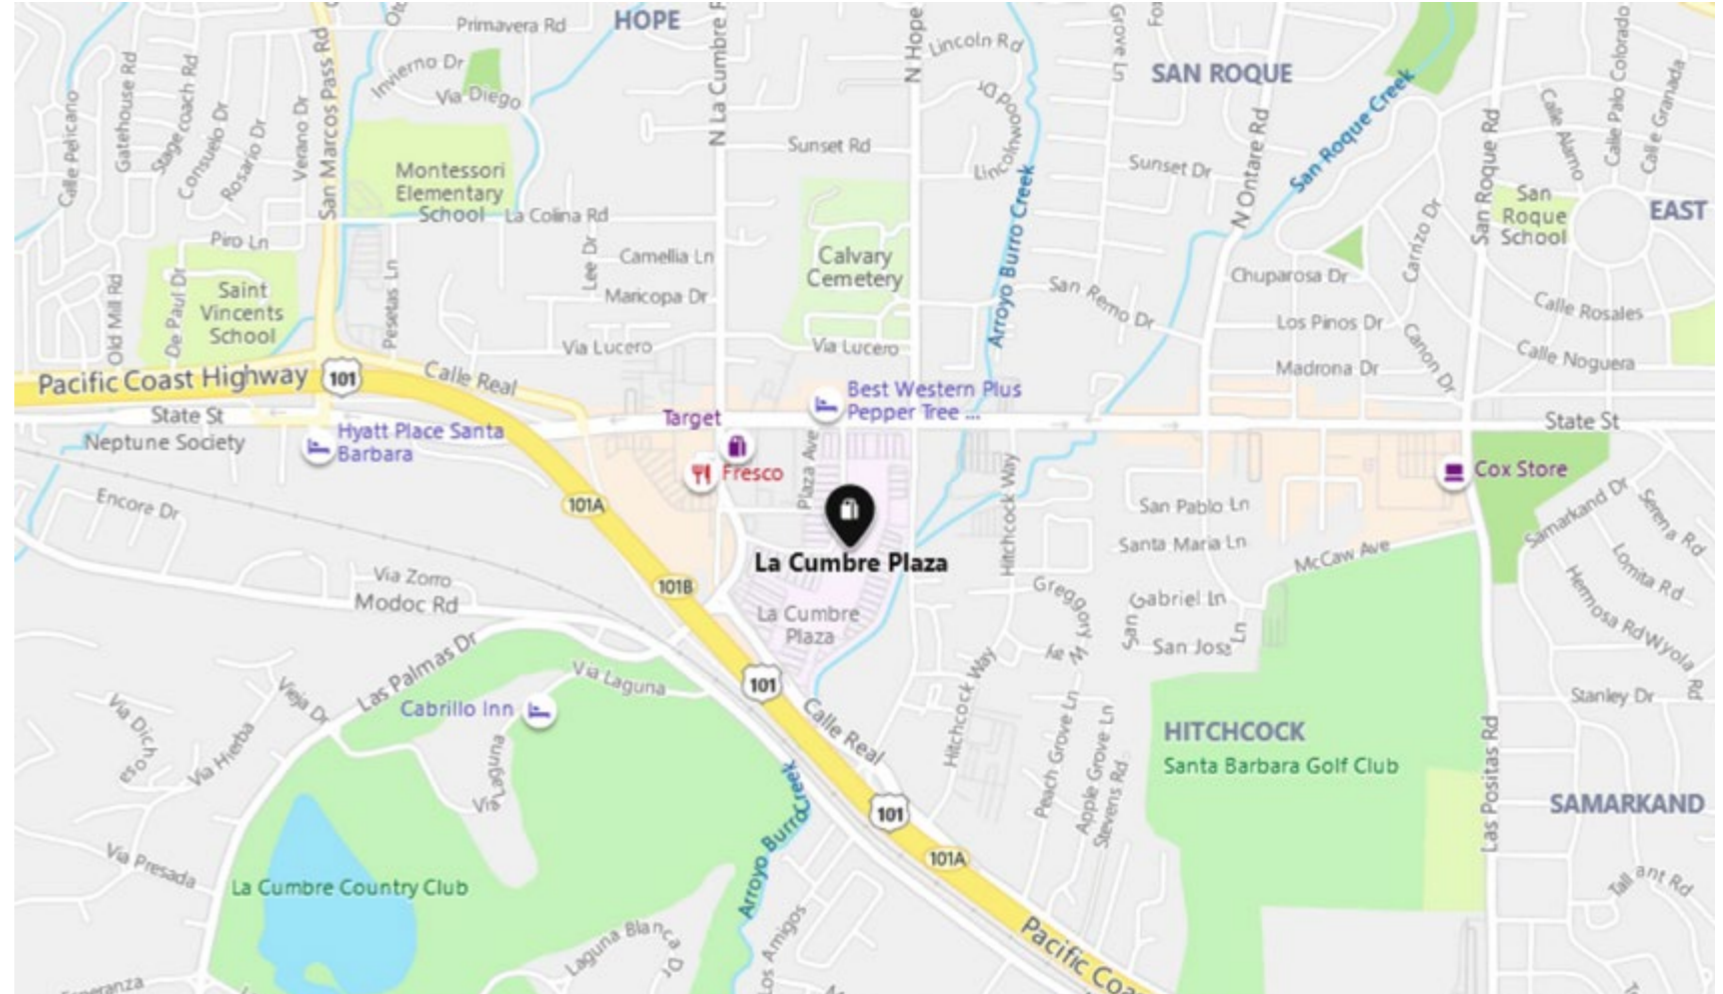 HOPE
Primavera Rd
Invierno Dr
Via Diego
Gatehouse Rd
Stagecoach Rd
Calle Pelicano
Consuelo Dr
Rosario Dr
Verano Dr
San Marcos Pass Rd
N La Cumbre
N Hope
Lincoln Rd
Lincolnwood Dr
Grove Ln
SAN ROQUE
San Roque Creek
N Ontare Rd
San Roque Rd
Calle Alamo
Calle Palo Colorado
Calle Granada
EAST
Montessori
Elementary
School
La Colina Rd
Sunset Rd
Sunset Dr
San
Roque
School
Piro Ln
Saint
Vincents
School
Old Mill Rd
De Paul Dr
Pesetas Ln
Lee Dr
Camellia Ln
Maricopa Dr
Via Lucero
Calvary
Cemetery
Via Lucero
Arroyo Burro Creek
San Remo Dr
Chuparosa Dr
Carrizo Dr
Los Pinos Dr
Madrona Dr
Canon Dr
Calle Rosales
Calle Noguera
Pacific Coast Highway
101
Calle Real
State St
Neptune Society
Hyatt Place Santa
Barbara
Target
Fresco
Best Western Plus
Pepper Tree ...
Plaza Ave
State St
Cox Store
Encore Dr
101A
101B
La Cumbre Plaza
La Cumbre
Plaza
Hitchcock Way
San Pablo Ln
Santa Maria Ln
McCaw Ave
Samarkand Dr
Serena Rd
Lomita Rd
Hermosa Rd
Wyola Rd
Via Zorro
Modoc Rd
Las Palmas Dr
Via Laguna
Gregory Way
San Gabriel Ln
San Jose Ln
Vieja Dr
Via Dichosa
Via Hierba
Cabrillo Inn
Via Laguna
101
Calle Real
Hitchcock Way
Peach Grove Ln
Apple Grove Ln
Stevens Rd
HITCHCOCK
Santa Barbara Golf Club
Las Positas Rd
Stanley Dr
SAMARKAND
Via Presada
La Cumbre Country Club
Arroyo Burro Creek
101
101A
Tallant Rd
Laguna Blanca Dr
Los Amigos
Pacific Coa